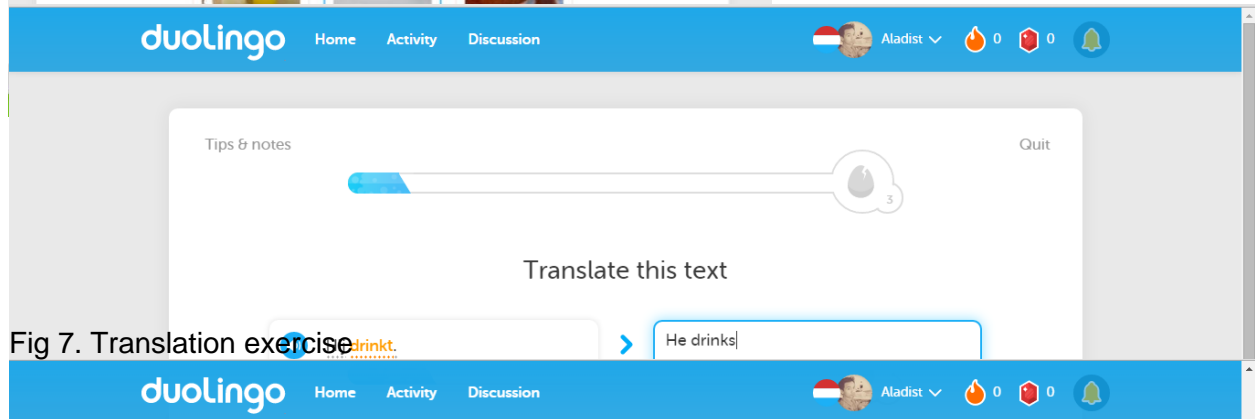 duolingo Home Activity Discussion Aladist 0 0
Tips & notes Quit
3
Translate this text
Fig 7. Translation exercise
drinkt. He drinks
duolingo Home Activity Discussion Aladist 0 0